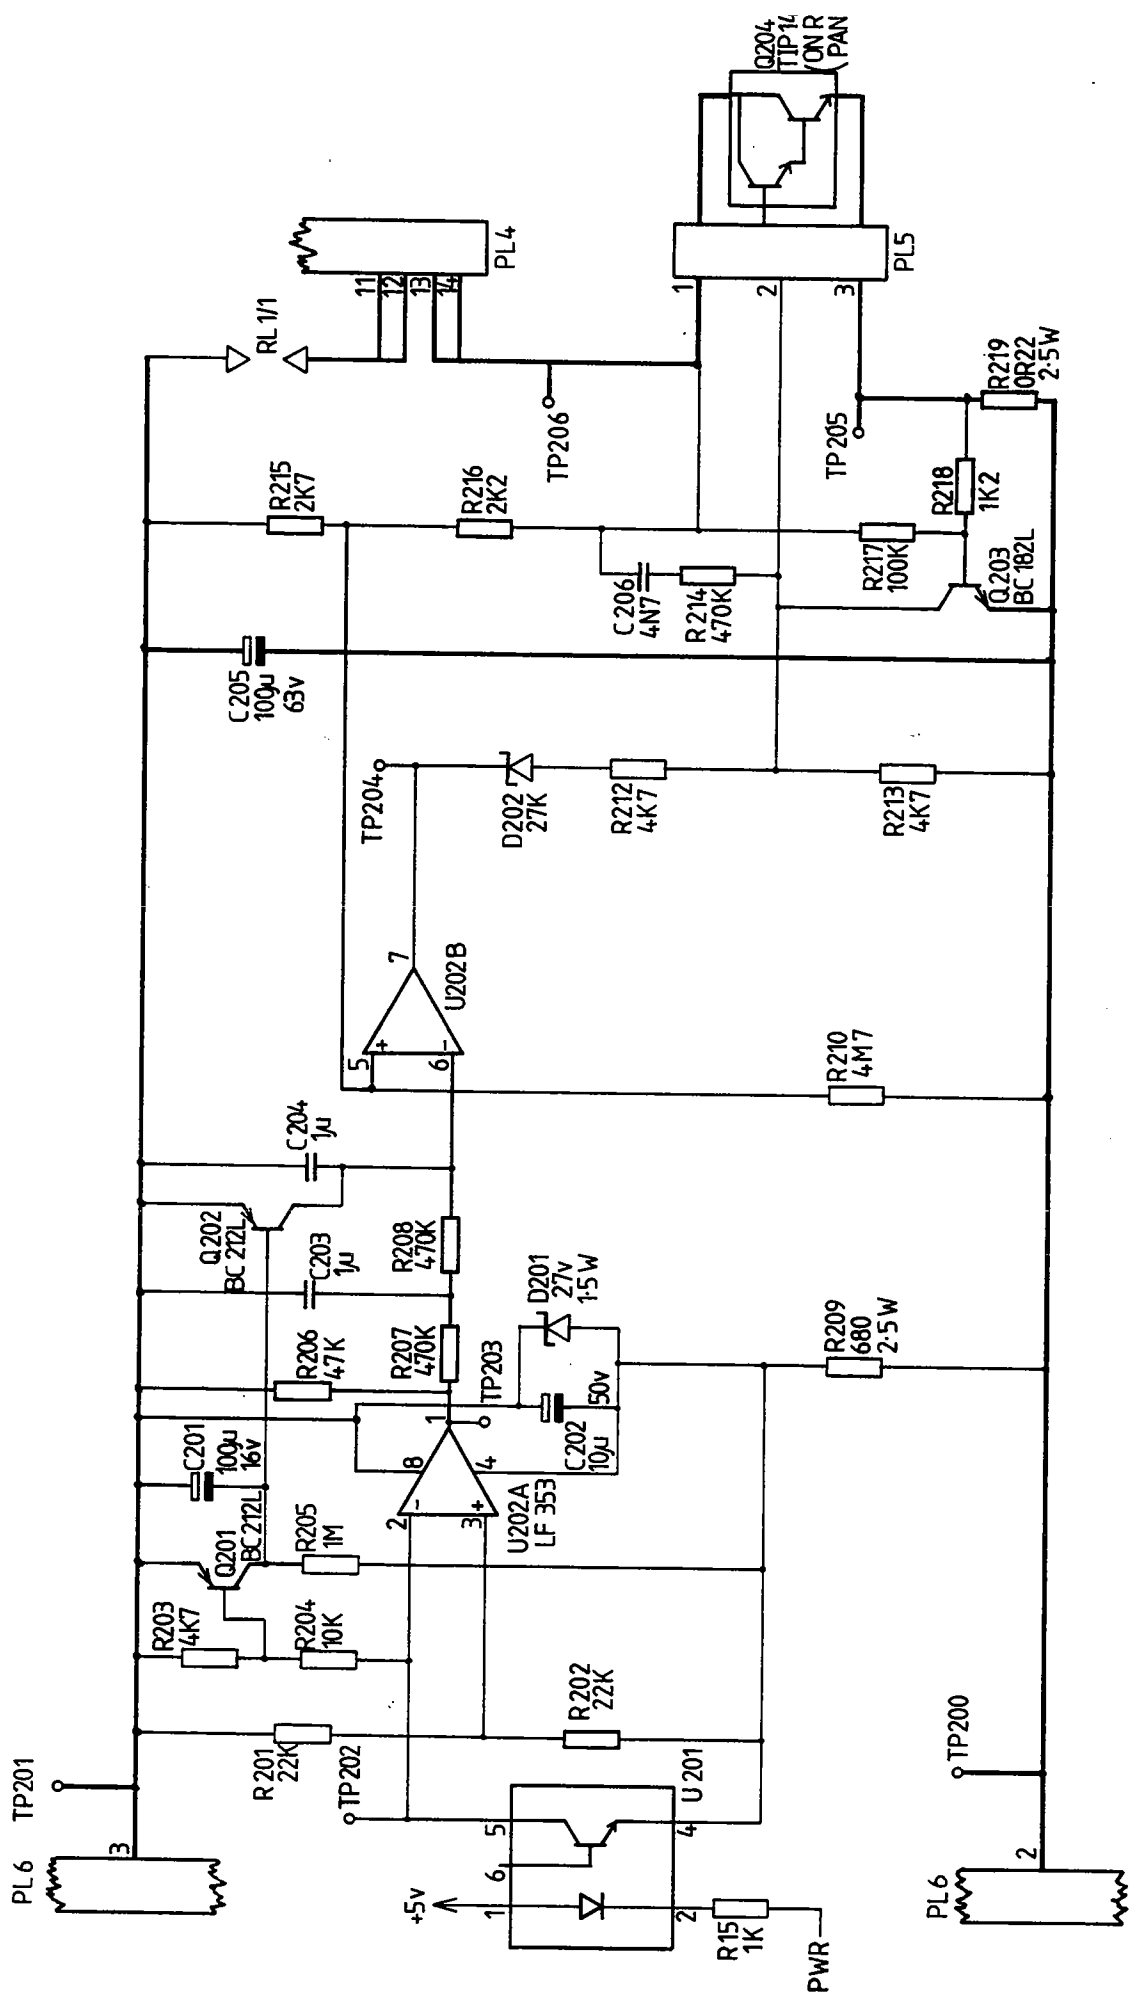 PL6
3
TP201
R201
22K
R203
4K7
Q201
BC212L
C201
100µ
16v
R204
10K
R205
1M
R206
47K
Q202
BC212L
C203
1µ
C204
1µ
TP202
2
-
3
+
8
4
1
U202A
LF 353
TP203
R207
470K
R208
470K
C202
10µ
50v
D201
27v
1·5W
R202
22K
R209
680
2·5W
R210
4M7
5
+
6
-
7
U202B
TP204
D202
27K
R212
4K7
R213
4K7
C205
100µ
63v
R215
2K7
R216
2K2
C206
4N7
R214
470K
R217
100K
R218
1K2
Q203
BC182L
R219
0R22
2·5W
TP205
TP206
RL1/1
11
12
13
14
PL4
1
2
3
PL5
Q204
TIP14
(ON R
PAN
+5v
1
2
6
5
4
U201
R15
1K
PWR
PL6
2
TP200